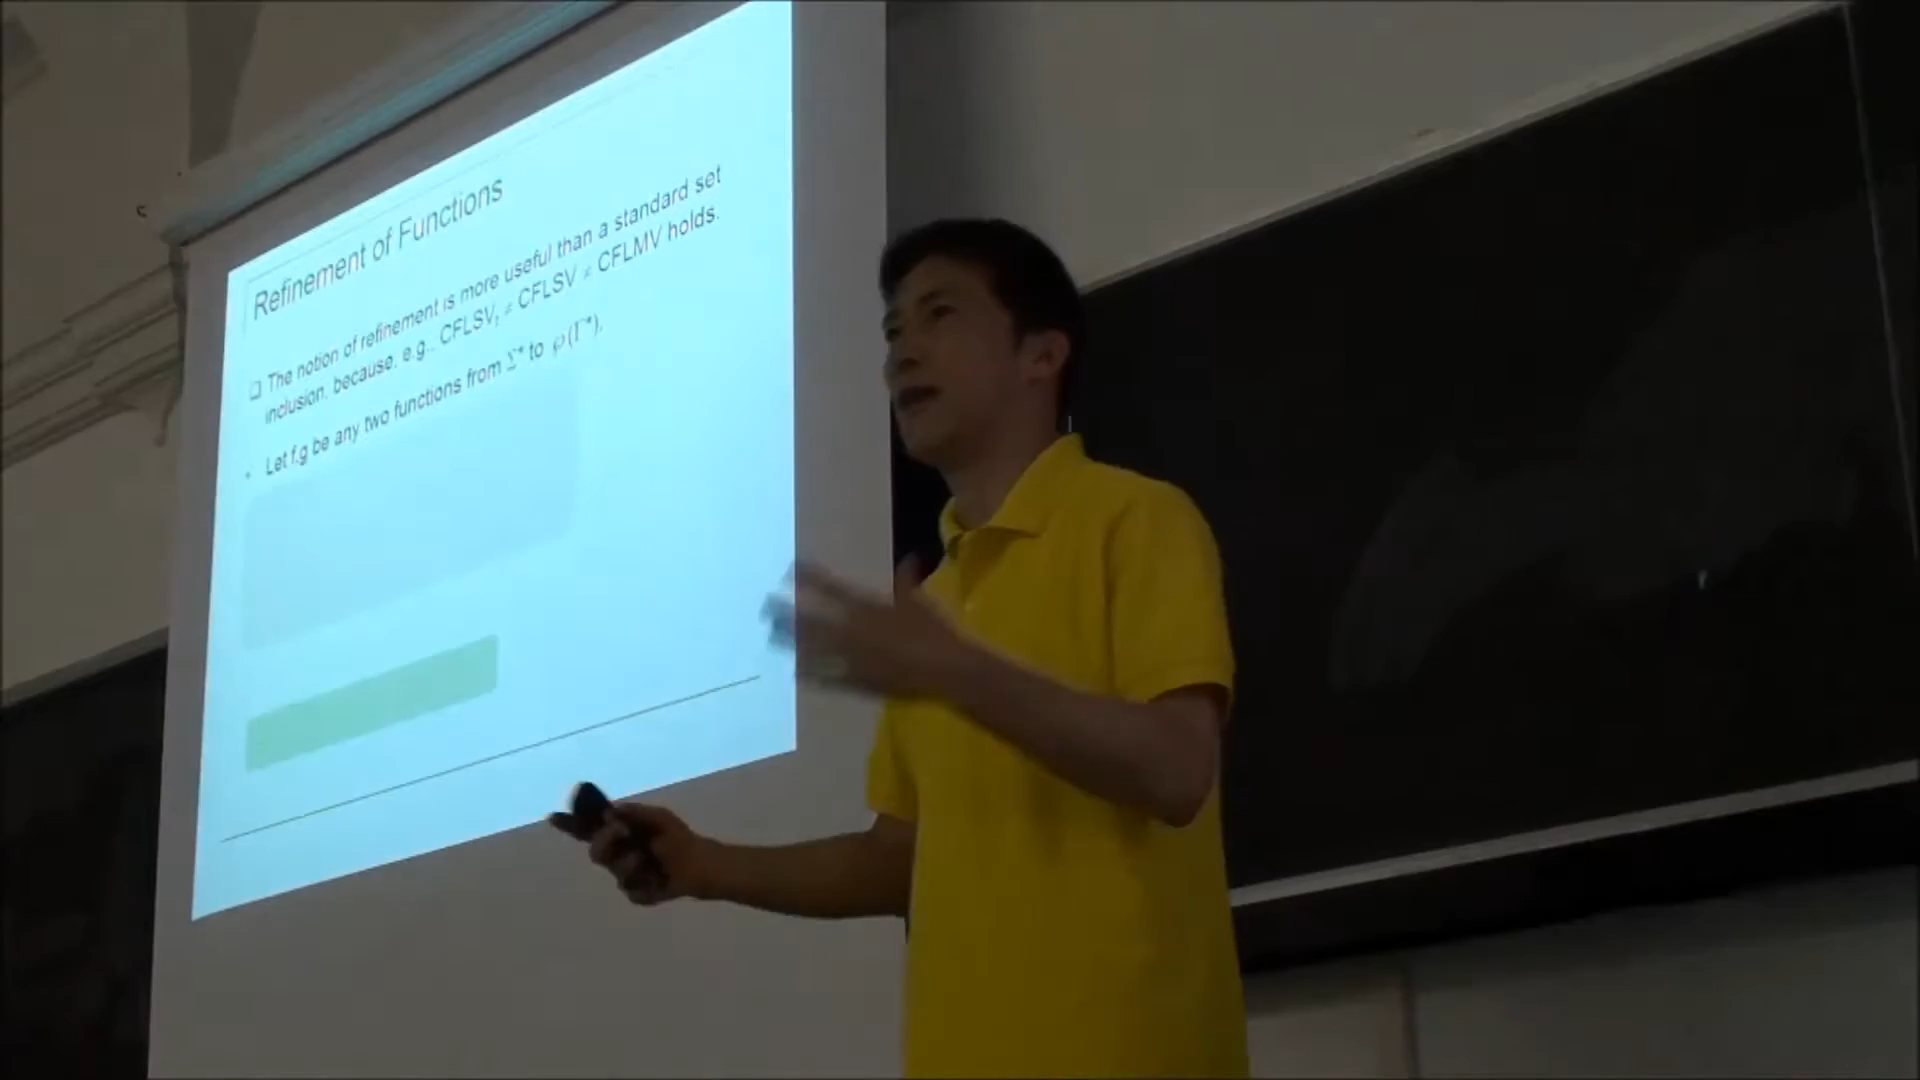 Refinement of Functions
❑ The notion of refinement is more useful than a standard set
inclusion, because, e.g., CFLSVₜ ≠ CFLSV ≠ CFLMV holds.
• Let f,g be any two functions from Σ* to ℘(Γ*),